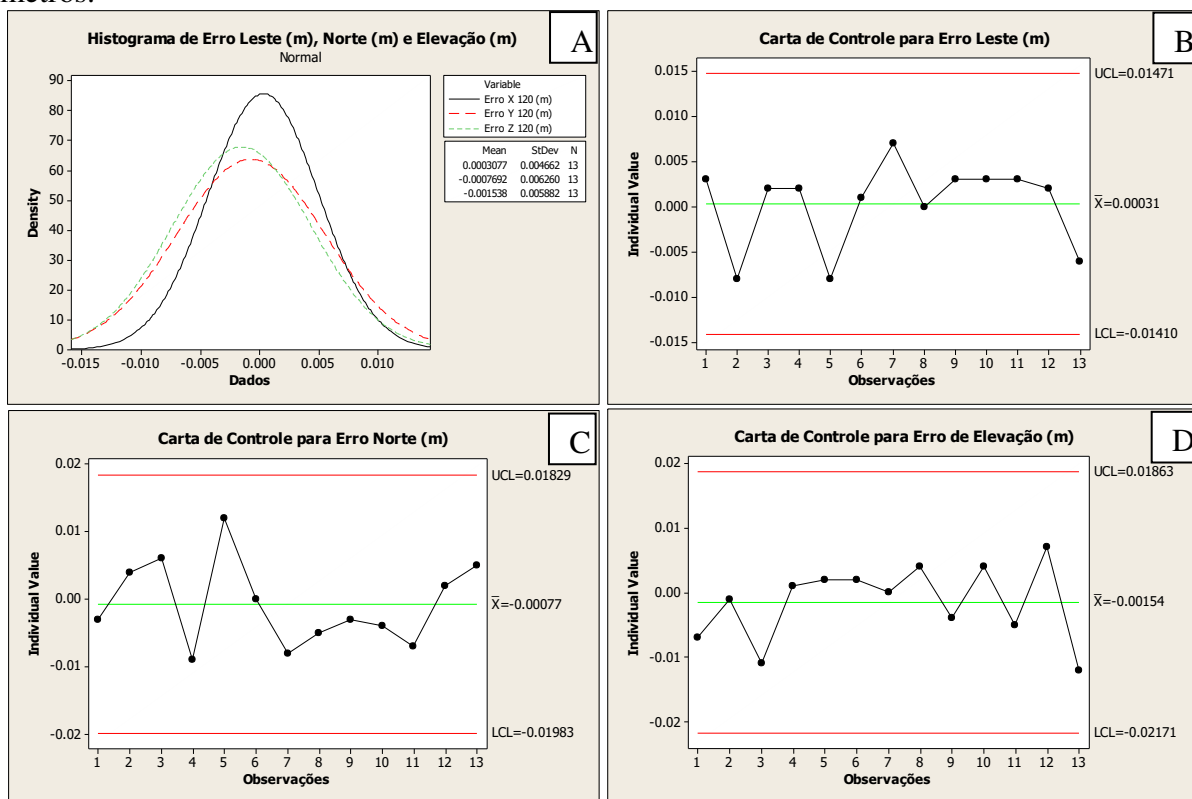 metros.
Histograma de Erro Leste (m), Norte (m) e Elevação (m)
Normal
A
90
80
70
60
50
40
30
20
10
0
Density
-0.015 -0.010 -0.005 0.000 0.005 0.010
Dados
Variable
Erro X 120 (m)
Erro Y 120 (m)
Erro Z 120 (m)
Mean StDev N
0.0003077 0.004662 13
-0.0007692 0.006260 13
-0.001538 0.005882 13
Carta de Controle para Erro Leste (m)
B
0.015
0.010
0.005
0.000
-0.005
-0.010
-0.015
Individual Value
1 2 3 4 5 6 7 8 9 10 11 12 13
Observações
UCL=0.01471
X̄=0.00031
LCL=-0.01410
Carta de Controle para Erro Norte (m)
C
0.02
0.01
0.00
-0.01
-0.02
Individual Value
1 2 3 4 5 6 7 8 9 10 11 12 13
Observações
UCL=0.01829
X̄=-0.00077
LCL=-0.01983
Carta de Controle para Erro de Elevação (m)
D
0.02
0.01
0.00
-0.01
-0.02
Individual Value
1 2 3 4 5 6 7 8 9 10 11 12 13
Observações
UCL=0.01863
X̄=-0.00154
LCL=-0.02171